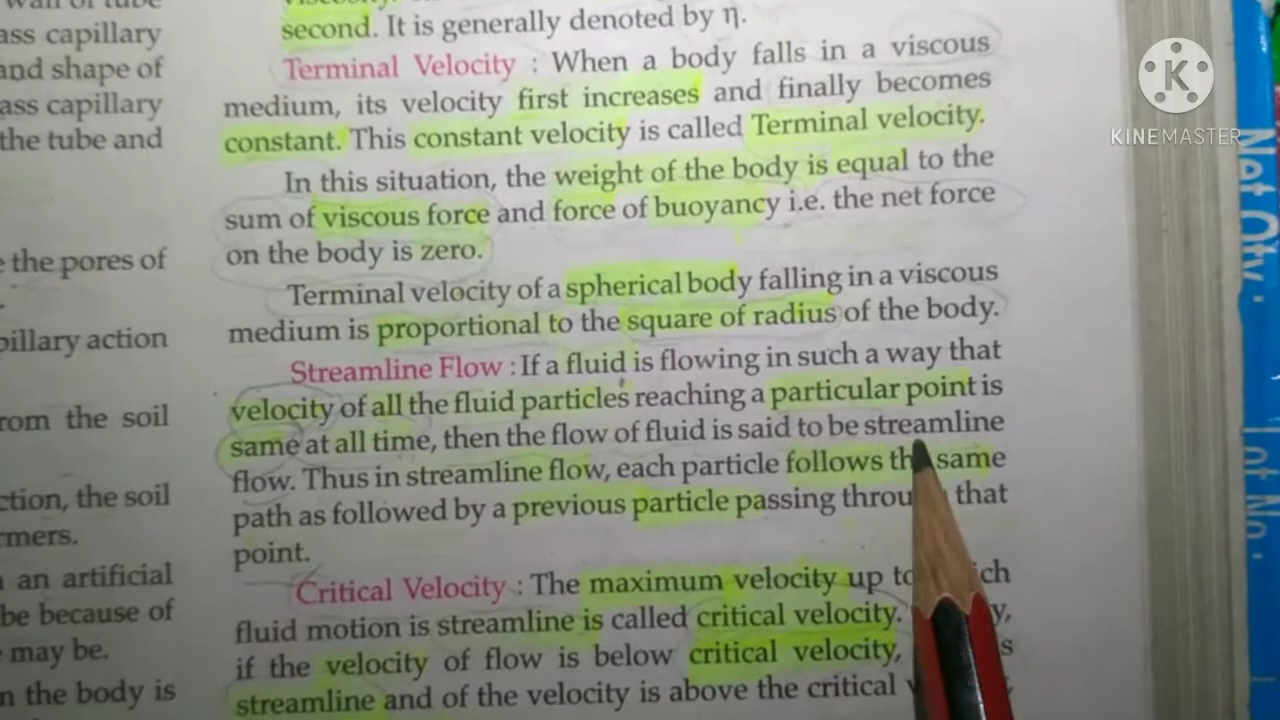 wall of tube
ass capillary
and shape of
ass capillary
the tube and
e the pores of
pillary action
rom the soil
ction, the soil
rmers.
an artificial
be because of
may be.
n the body is
second. It is generally denoted by η.
Terminal Velocity : When a body falls in a viscous
medium, its velocity first increases and finally becomes
constant. This constant velocity is called Terminal velocity.
In this situation, the weight of the body is equal to the
sum of viscous force and force of buoyancy i.e. the net force
on the body is zero.
Terminal velocity of a spherical body falling in a viscous
medium is proportional to the square of radius of the body.
Streamline Flow : If a fluid is flowing in such a way that
velocity of all the fluid particles reaching a particular point is
same at all time, then the flow of fluid is said to be streamline
flow. Thus in streamline flow, each particle follows same
path as followed by a previous particle passing that
point.
Critical Velocity : The maximum velocity up
fluid motion is streamline is called critical velocity.
if the velocity of flow is below critical velocity,
streamline and of the velocity is above the critical
KINEMASTER
K
Net Qty.
of No.